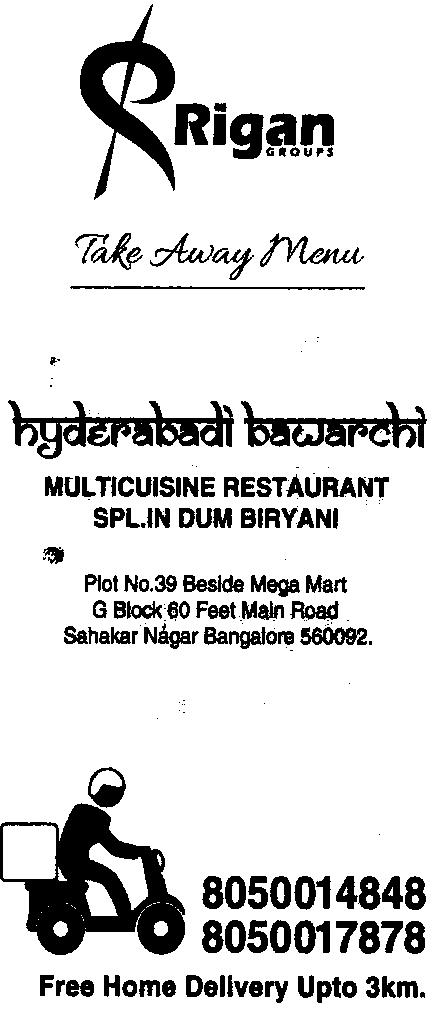 Rigan
GROUPS
Take Away Menu
hyderabadi bawarchi
MULTICUISINE RESTAURANT
SPL.IN DUM BIRYANI
Plot No.39 Beside Mega Mart
G Block 60 Feet Main Road
Sahakar Nagar Bangalore 560092.
8050014848
8050017878
Free Home Delivery Upto 3km.